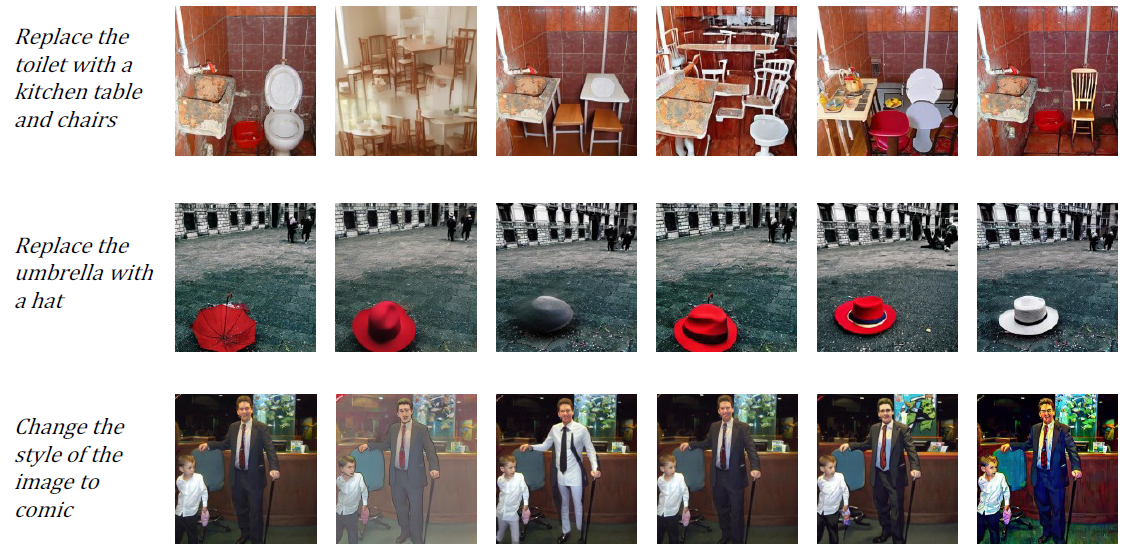 Replace the
toilet with a
kitchen table
and chairs
Replace the
umbrella with
a hat
Change the
style of the
image to
comic